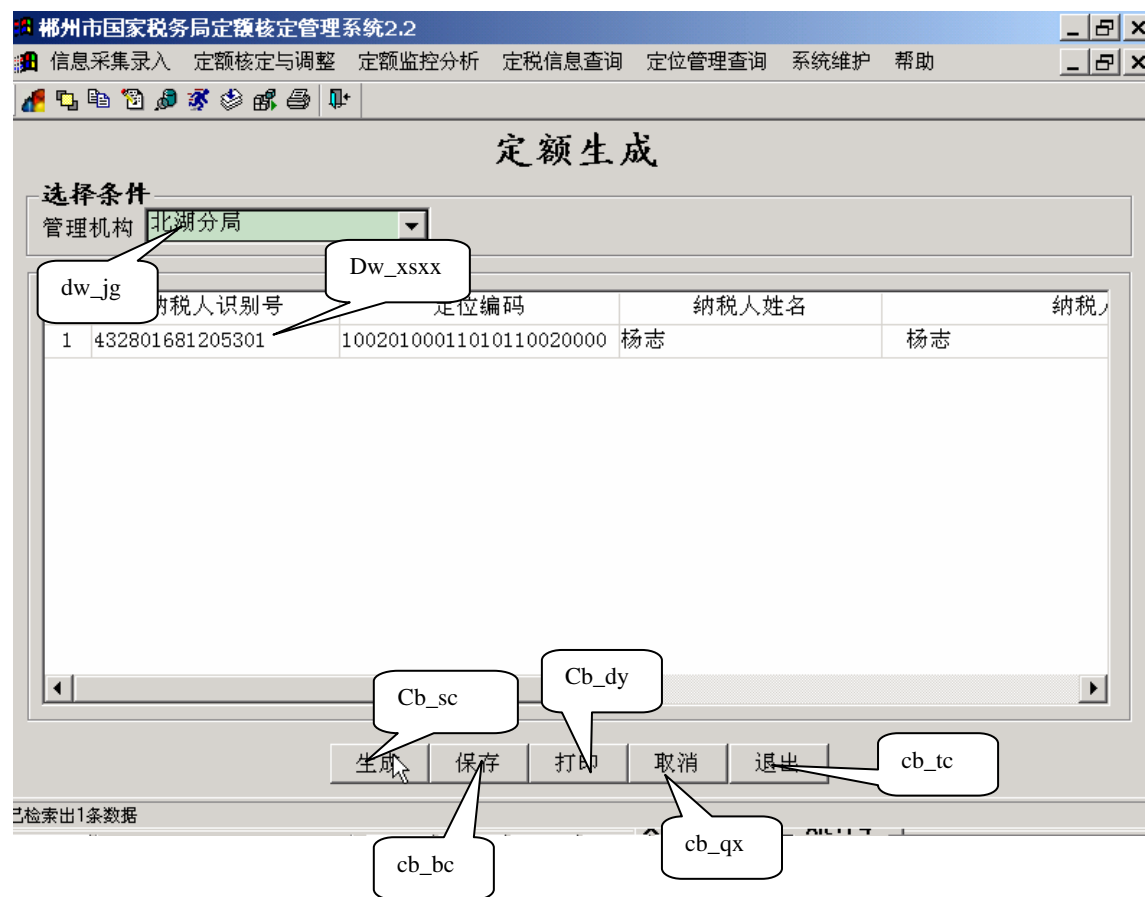 郴州市国家税务局定额核定管理系统2.2
信息采集录入 定额核定与调整 定额监控分析 定税信息查询 定位管理查询 系统维护 帮助
定额生成
选择条件
管理机构 北湖分局
dw_jg
Dw_xsxx
纳税人识别号 定位编码 纳税人姓名 纳税人
1 432801681205301 10020100011010110020000 杨志 杨志
Cb_sc
Cb_dy
生成 保存 打印 取消 退出
cb_tc
已检索出1条数据
cb_bc
cb_qx